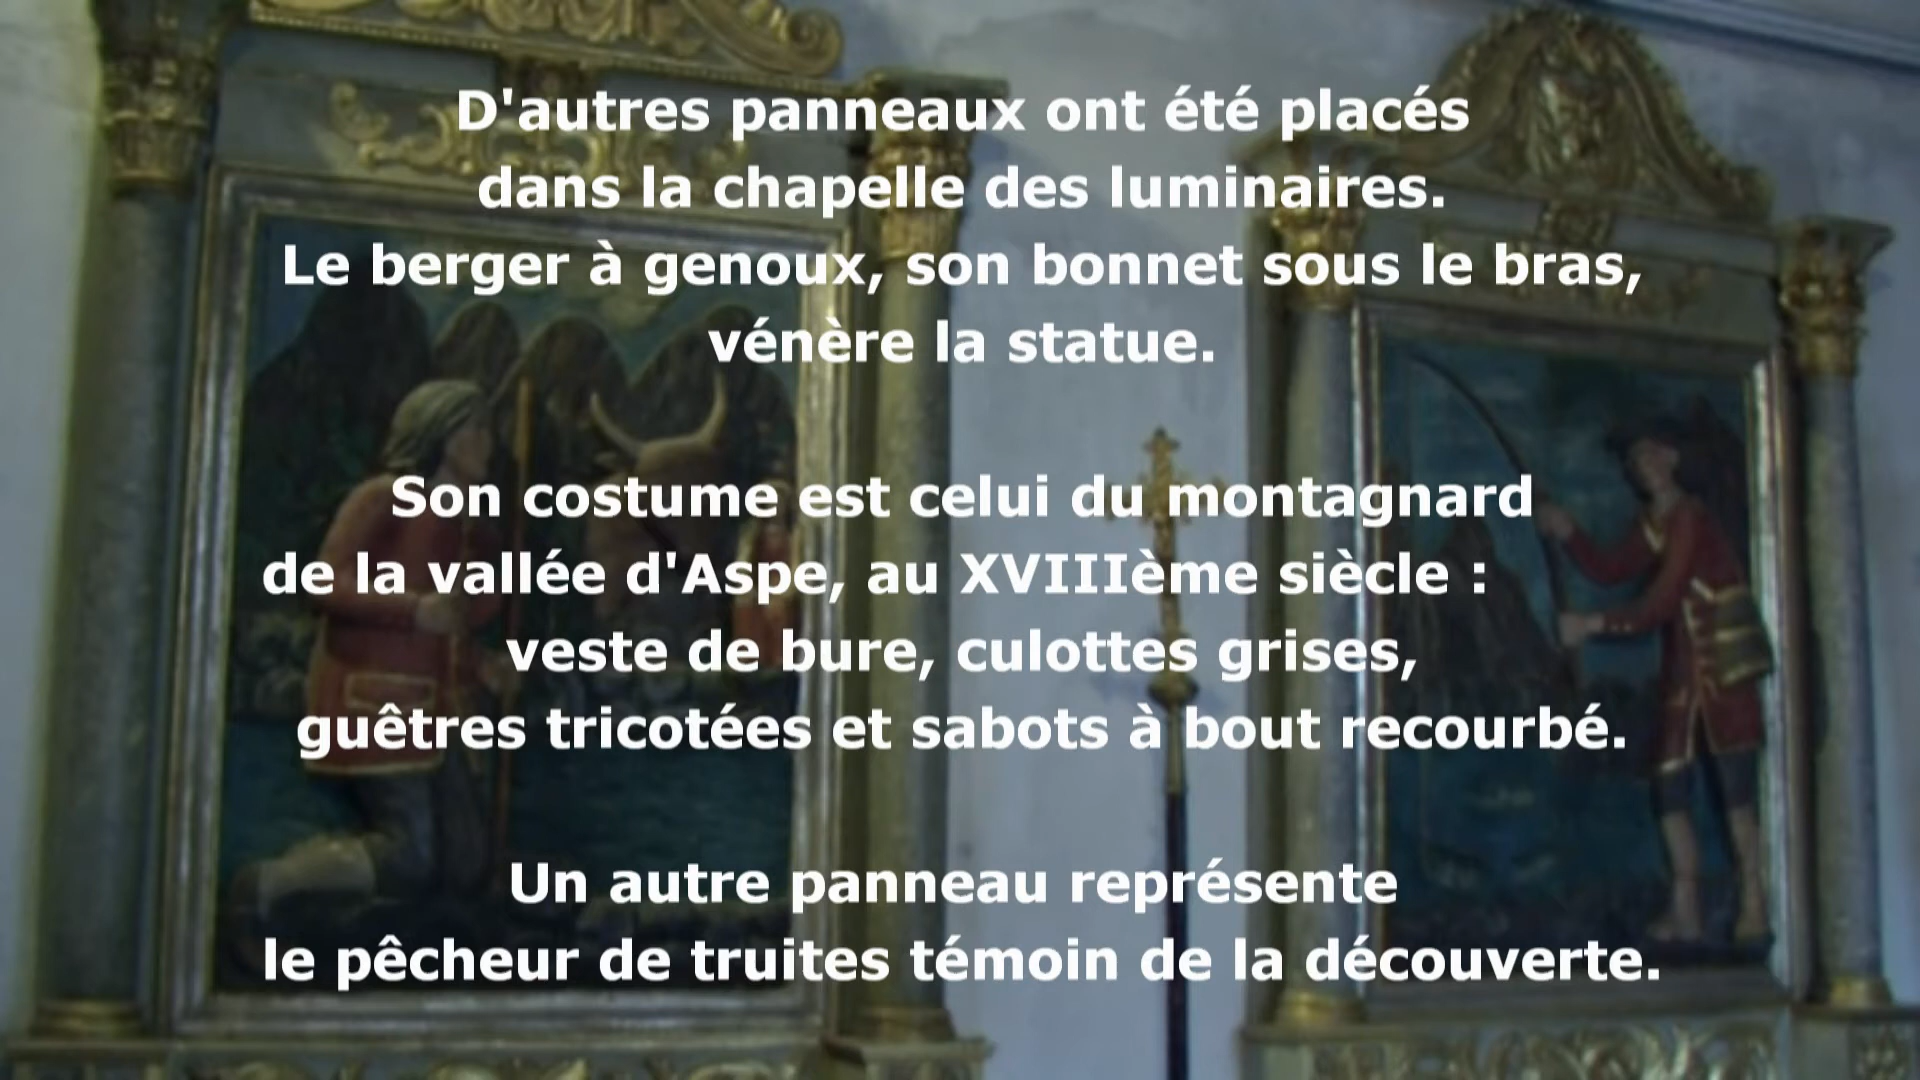 D'autres panneaux ont été placés
dans la chapelle des luminaires.
Le berger à genoux, son bonnet sous le bras,
vénère la statue.
Son costume est celui du montagnard
de la vallée d'Aspe, au XVIIIème siècle :
veste de bure, culottes grises,
guêtres tricotées et sabots à bout recourbé.
Un autre panneau représente
le pêcheur de truites témoin de la découverte.